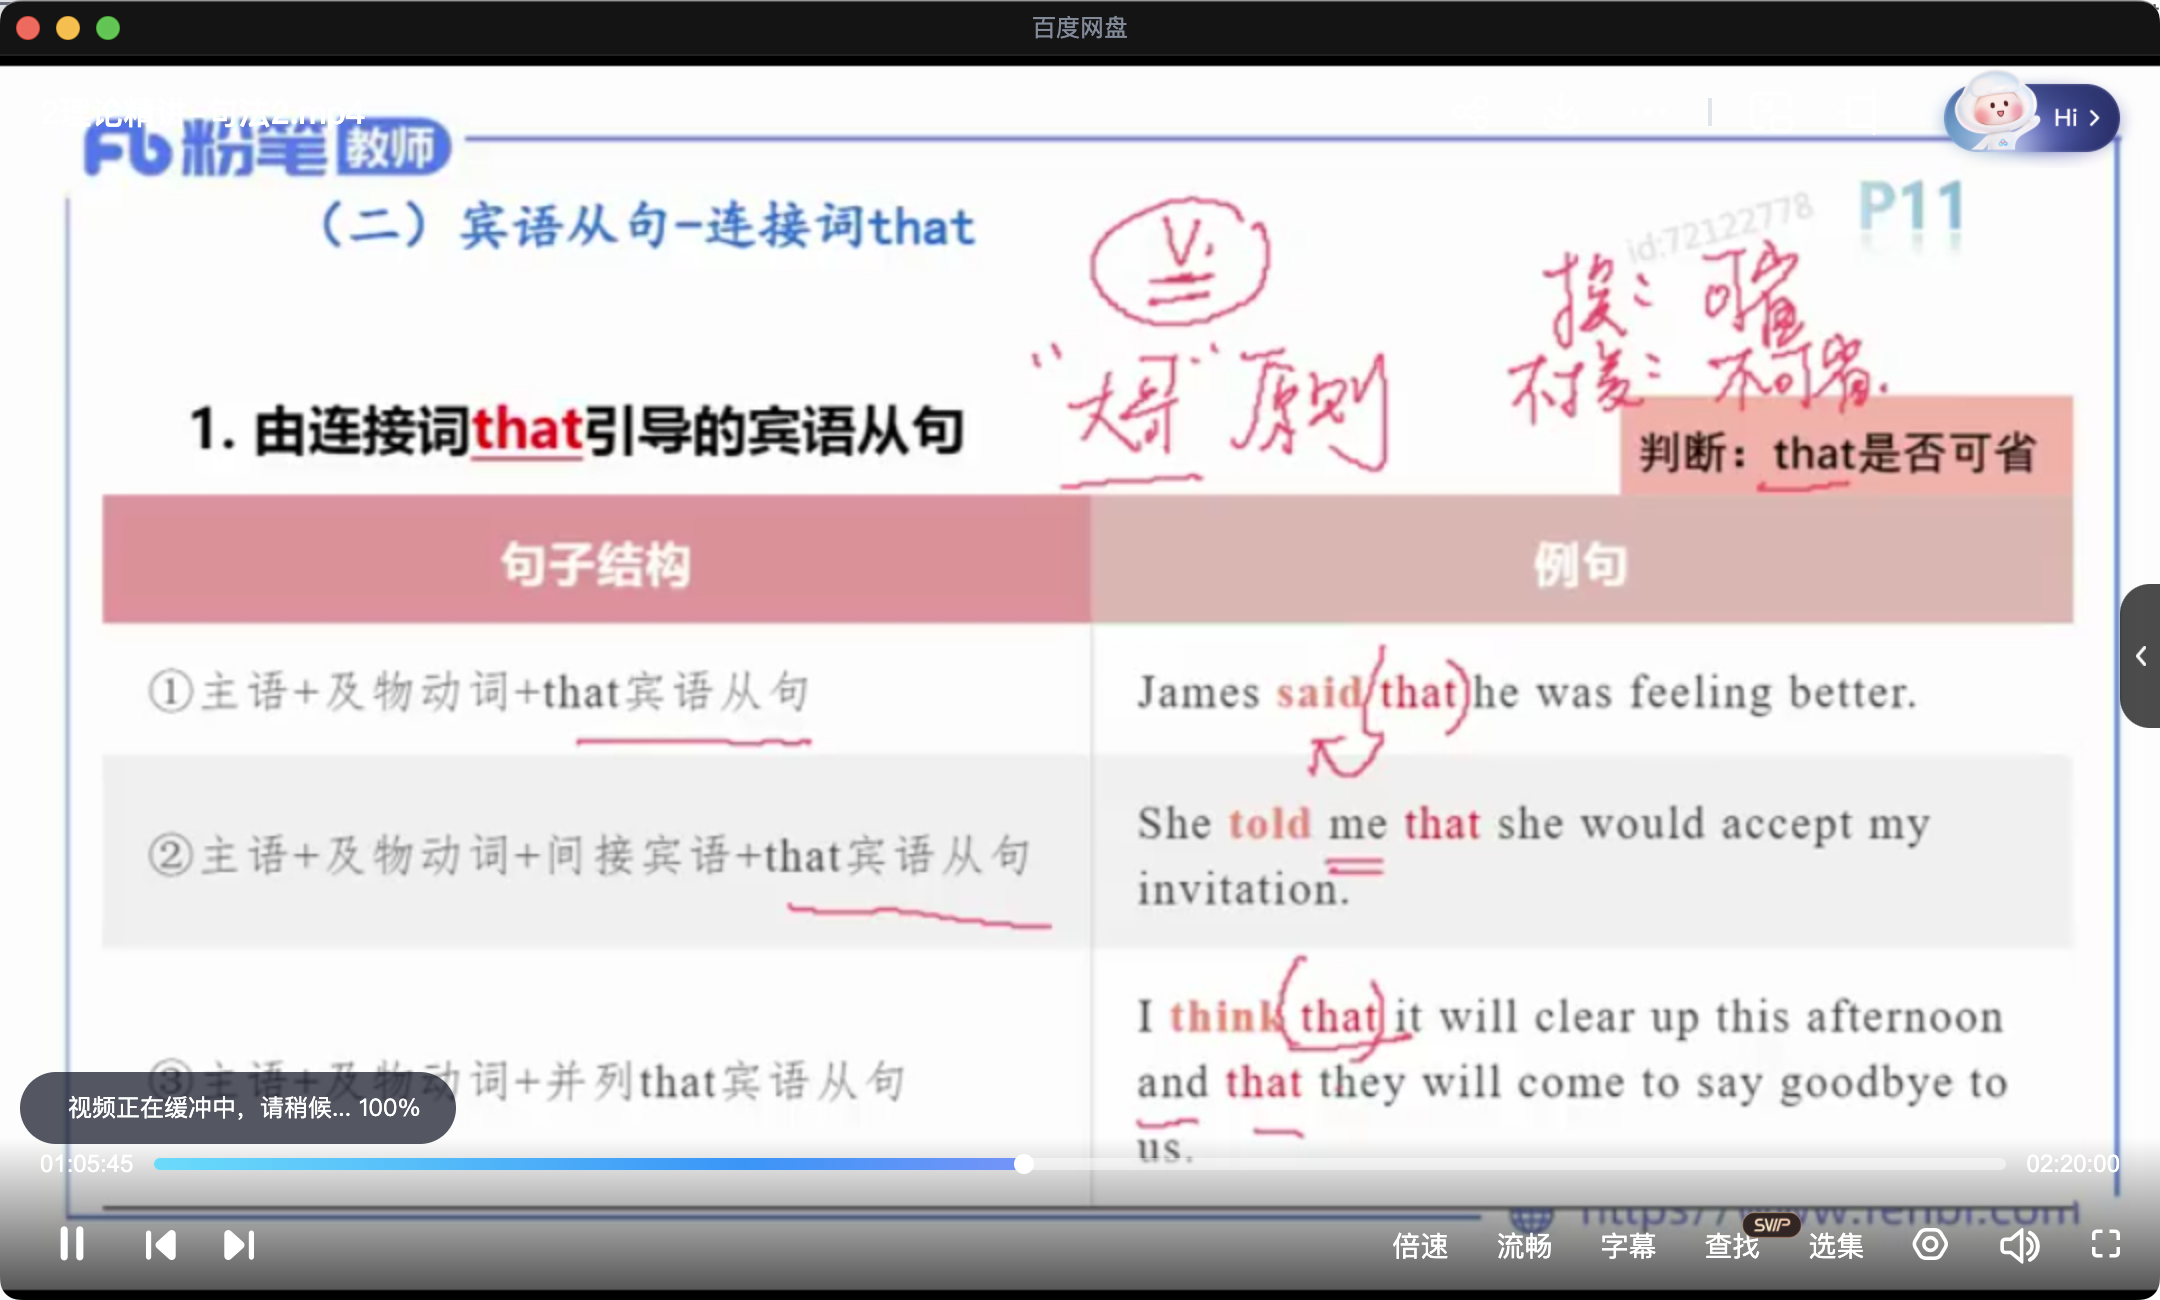 百度网盘
Hi
粉笔 教师
P11
id:72122778
(二) 宾语从句-连接词that
V.
挨: 可省
不挨: 不可省.
"大哥"原则
1. 由连接词that引导的宾语从句
判断: that是否可省
句子结构
例句
①主语+及物动词+that宾语从句
James said (that) he was feeling better.
②主语+及物动词+间接宾语+that宾语从句
She told me that she would accept my
invitation.
③主语+及物动词+并列that宾语从句
I think (that) it will clear up this afternoon
and that they will come to say goodbye to
us.
视频正在缓冲中，请稍候... 100%
01:05:45
02:20:00
倍速
流畅
字幕
查找
SVIP
选集